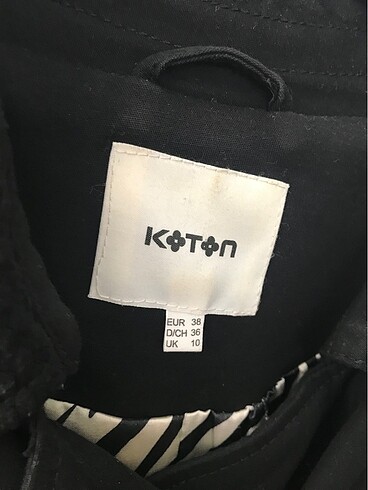 KOTON
EUR 38
D/CH 36
UK 10